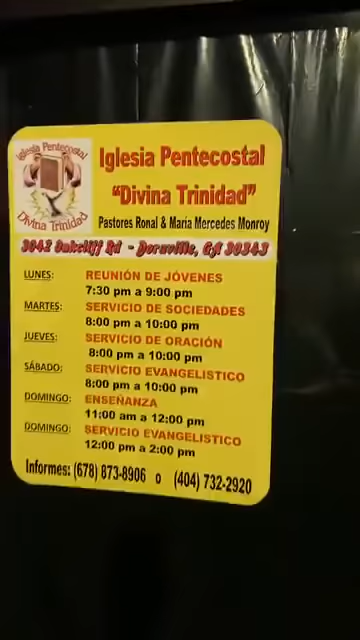 Iglesia Pentecostal
Divina Trinidad
Iglesia Pentecostal
"Divina Trinidad"
Pastores Ronal & Maria Mercedes Monroy
3042 Oakcliff Rd - Doraville, GA 30343
LUNES: REUNIÓN DE JÓVENES
7:30 pm a 9:00 pm
MARTES: SERVICIO DE SOCIEDADES
8:00 pm a 10:00 pm
JUEVES: SERVICIO DE ORACIÓN
8:00 pm a 10:00 pm
SÁBADO: SERVICIO EVANGELISTICO
8:00 pm a 10:00 pm
DOMINGO: ENSEÑANZA
11:00 am a 12:00 pm
DOMINGO: SERVICIO EVANGELISTICO
12:00 pm a 2:00 pm
Informes: (678) 873-8906 o (404) 732-2920